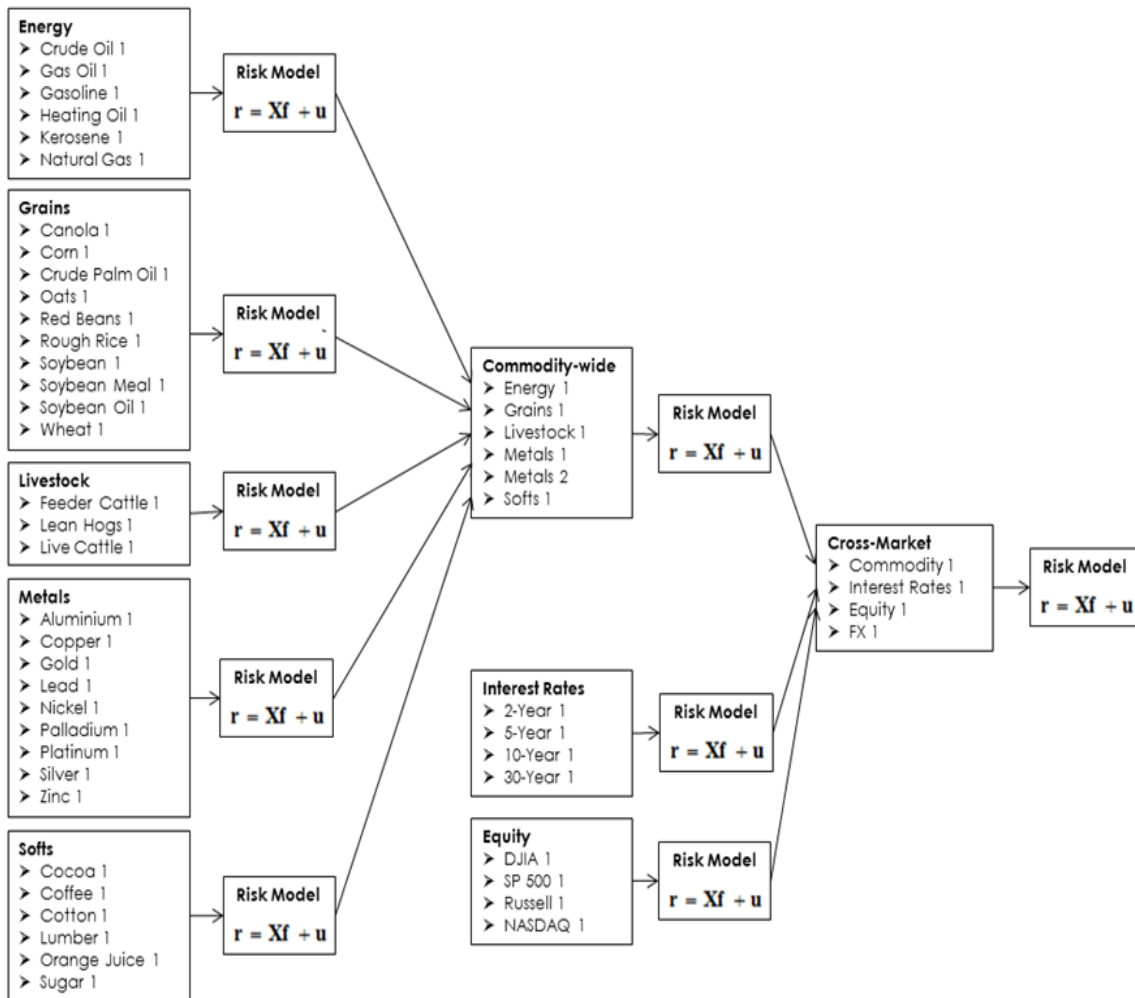 Energy
➢ Crude Oil 1
➢ Gas Oil 1
➢ Gasoline 1
➢ Heating Oil 1
➢ Kerosene 1
➢ Natural Gas 1
Risk Model
r = Xf + u
Grains
➢ Canola 1
➢ Corn 1
➢ Crude Palm Oil 1
➢ Oats 1
➢ Red Beans 1
➢ Rough Rice 1
➢ Soybean 1
➢ Soybean Meal 1
➢ Soybean Oil 1
➢ Wheat 1
Risk Model
r = Xf + u
Livestock
➢ Feeder Cattle 1
➢ Lean Hogs 1
➢ Live Cattle 1
Risk Model
r = Xf + u
Metals
➢ Aluminium 1
➢ Copper 1
➢ Gold 1
➢ Lead 1
➢ Nickel 1
➢ Palladium 1
➢ Platinum 1
➢ Silver 1
➢ Zinc 1
Risk Model
r = Xf + u
Softs
➢ Cocoa 1
➢ Coffee 1
➢ Cotton 1
➢ Lumber 1
➢ Orange Juice 1
➢ Sugar 1
Risk Model
r = Xf + u
Commodity-wide
➢ Energy 1
➢ Grains 1
➢ Livestock 1
➢ Metals 1
➢ Metals 2
➢ Softs 1
Risk Model
r = Xf + u
Interest Rates
➢ 2-Year 1
➢ 5-Year 1
➢ 10-Year 1
➢ 30-Year 1
Risk Model
r = Xf + u
Equity
➢ DJIA 1
➢ SP 500 1
➢ Russell 1
➢ NASDAQ 1
Risk Model
r = Xf + u
Cross-Market
➢ Commodity 1
➢ Interest Rates 1
➢ Equity 1
➢ FX 1
Risk Model
r = Xf + u